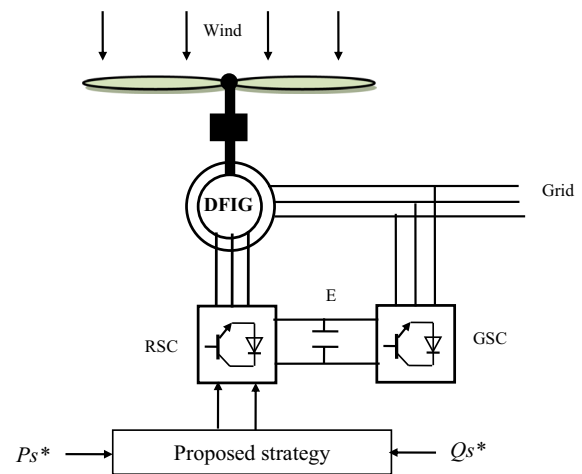 Wind
DFIG
Grid
E
RSC
GSC
Ps*
Proposed strategy
Qs*